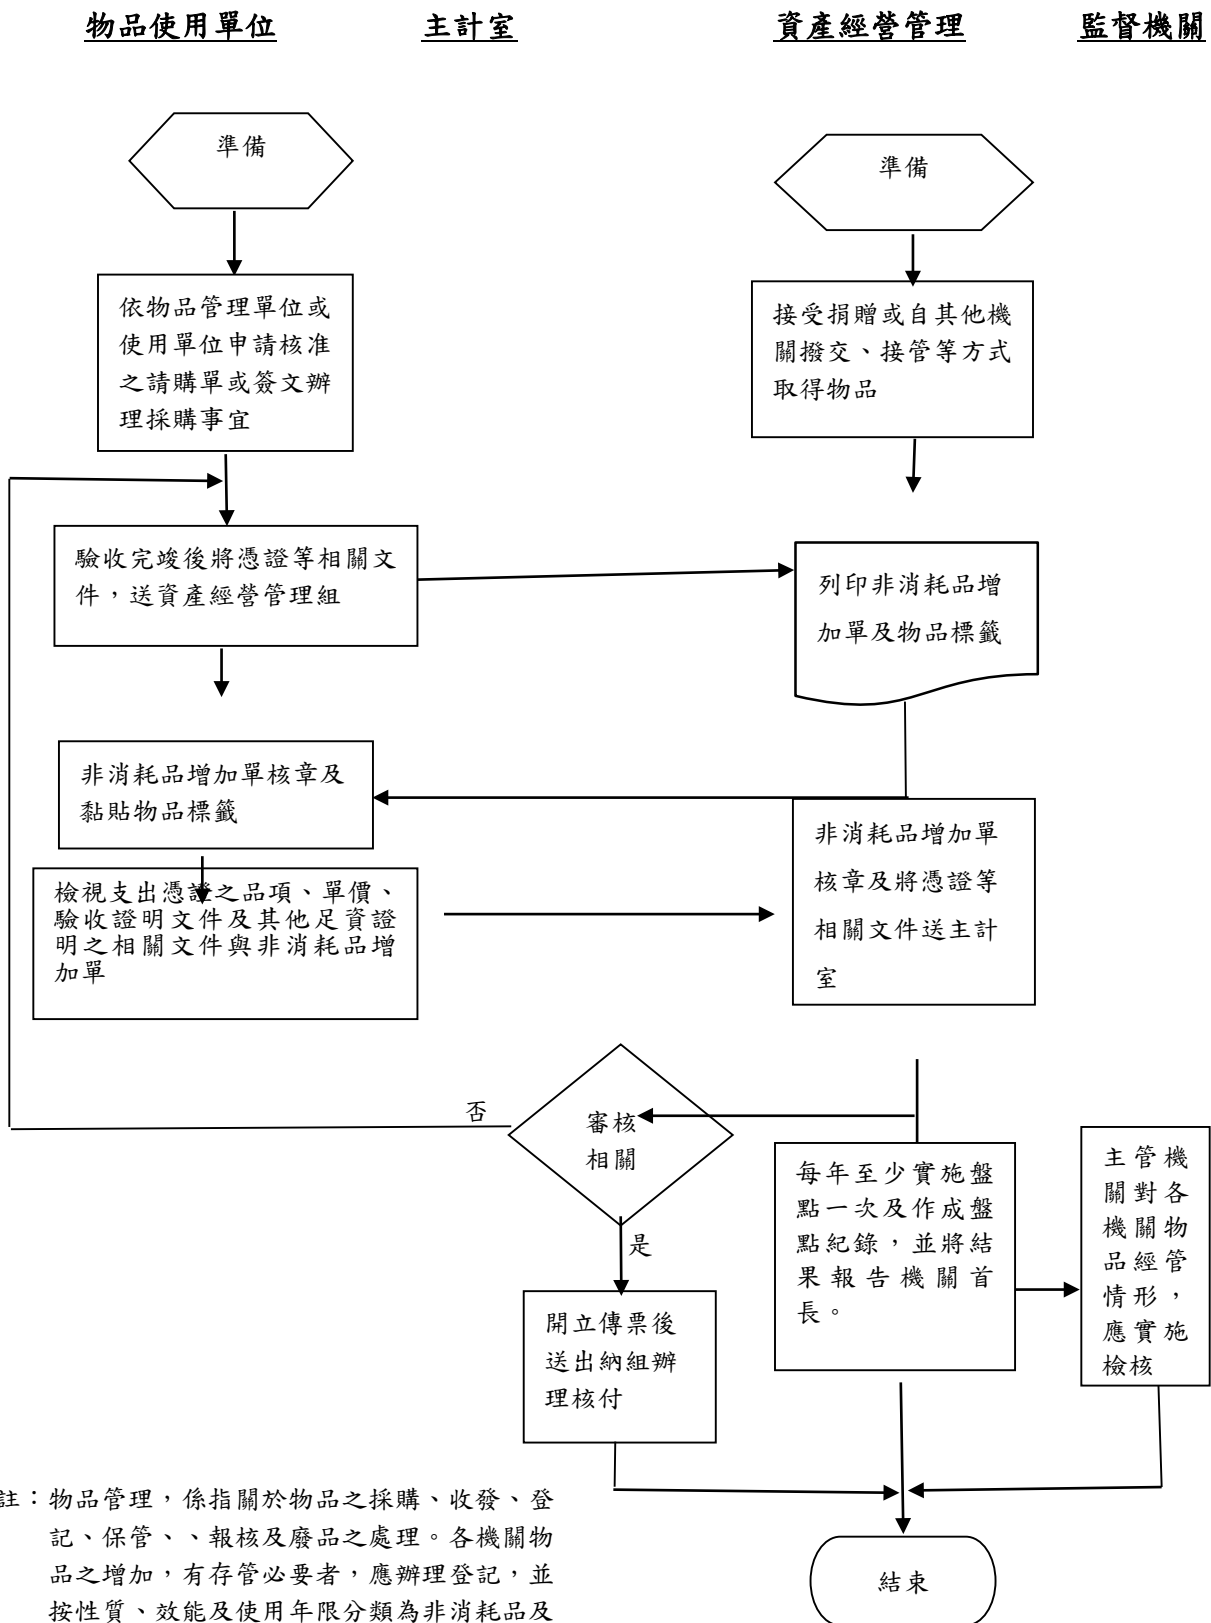 物品使用單位
主計室
資產經營管理
監督機關
準備
準備
依物品管理單位或
使用單位申請核准
之請購單或簽文辦
理採購事宜
接受捐贈或自其他機
關撥交、接管等方式
取得物品
驗收完竣後將憑證等相關文
件，送資產經營管理組
列印非消耗品增
加單及物品標籤
非消耗品增加單核章及
黏貼物品標籤
非消耗品增加單
核章及將憑證等
相關文件送主計
室
檢視支出憑證之品項、單價、
驗收證明文件及其他足資證
明之相關文件與非消耗品增
加單
否
審核
相關
是
每年至少實施盤
點一次及作成盤
點紀錄，並將結
果報告機關首
長。
主管機
關對各
機關物
品經管
情形，
應實施
檢核
開立傳票後
送出納組辦
理核付
註：物品管理，係指關於物品之採購、收發、登
記、保管、、報核及廢品之處理。各機關物
品之增加，有存管必要者，應辦理登記，並
按性質、效能及使用年限分類為非消耗品及
結束